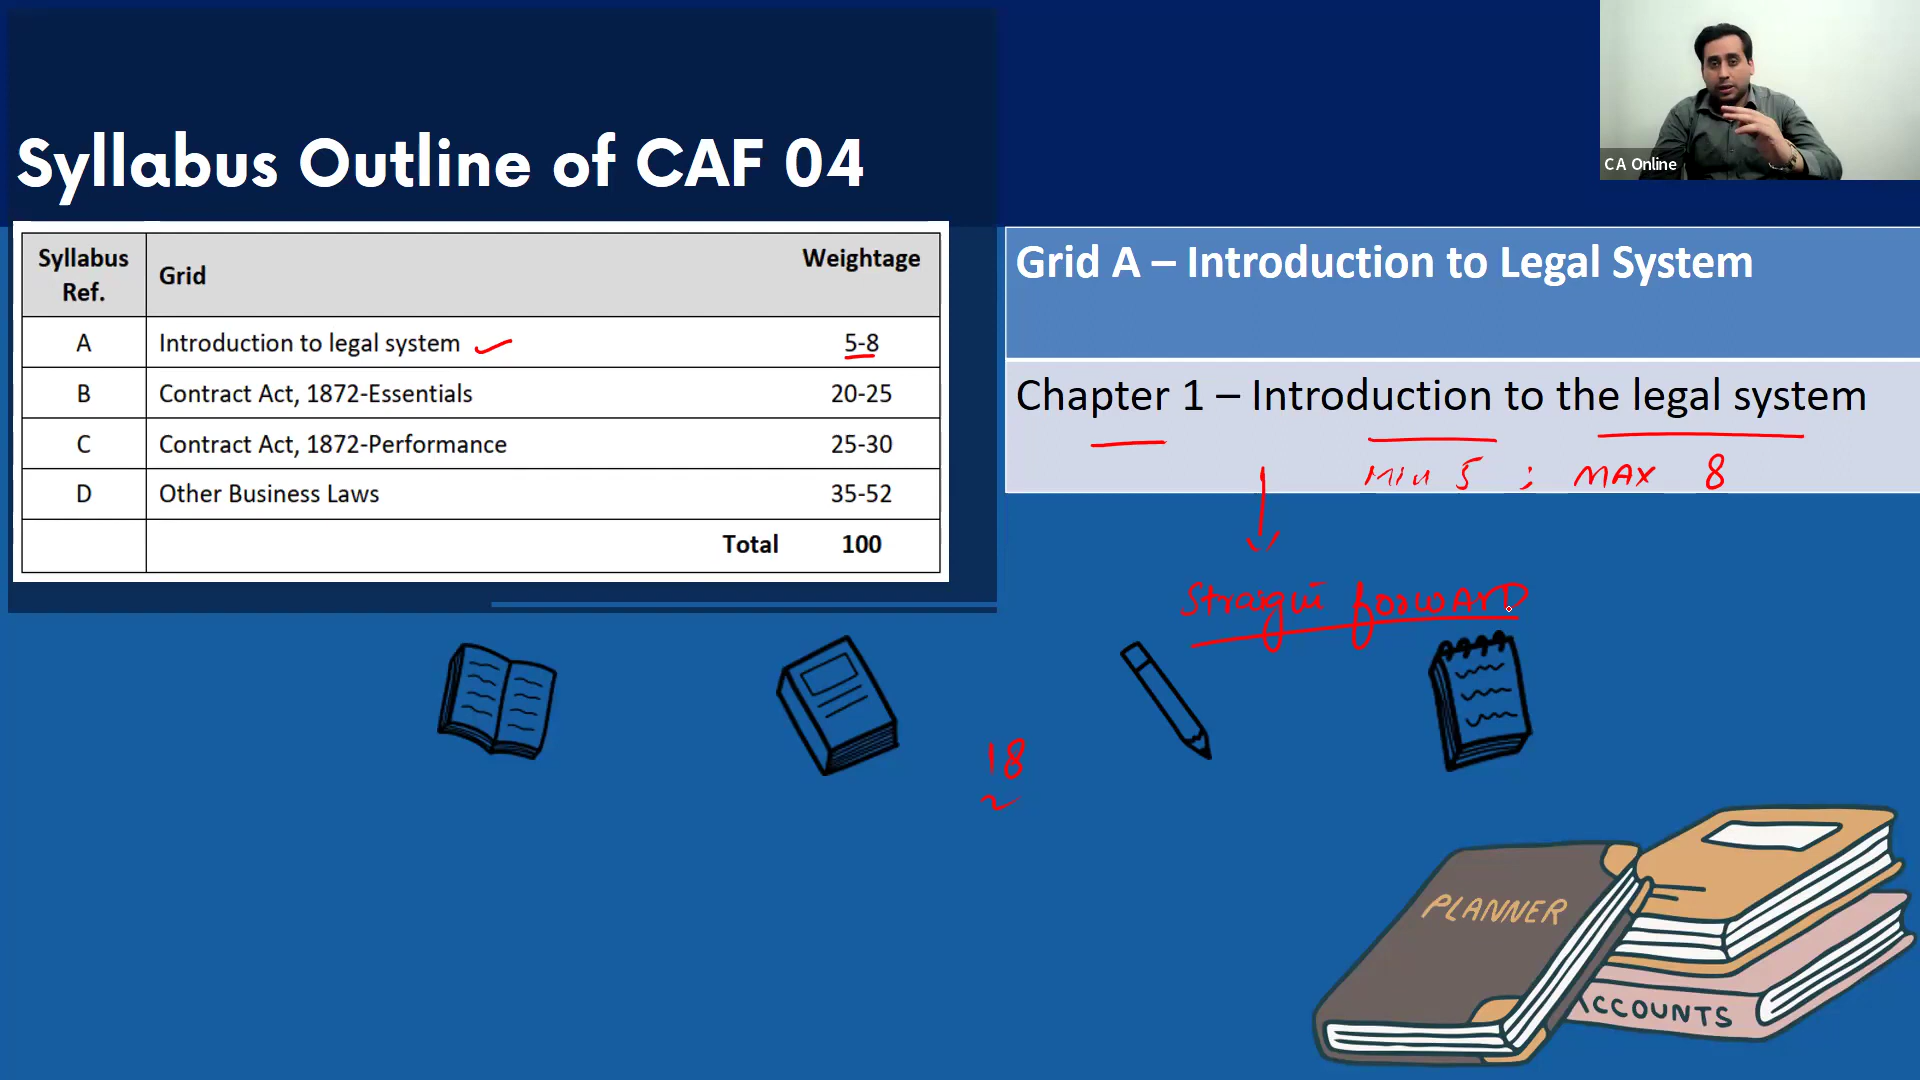 Syllabus Outline of CAF 04
Syllabus Ref. Grid Weightage
A Introduction to legal system 5-8
B Contract Act, 1872-Essentials 20-25
C Contract Act, 1872-Performance 25-30
D Other Business Laws 35-52
Total 100
C A Online
Grid A – Introduction to Legal System
Chapter 1 – Introduction to the legal system
Min 5 ; MAX 8
forwARD
18
PLANNER
ACCOUNTS